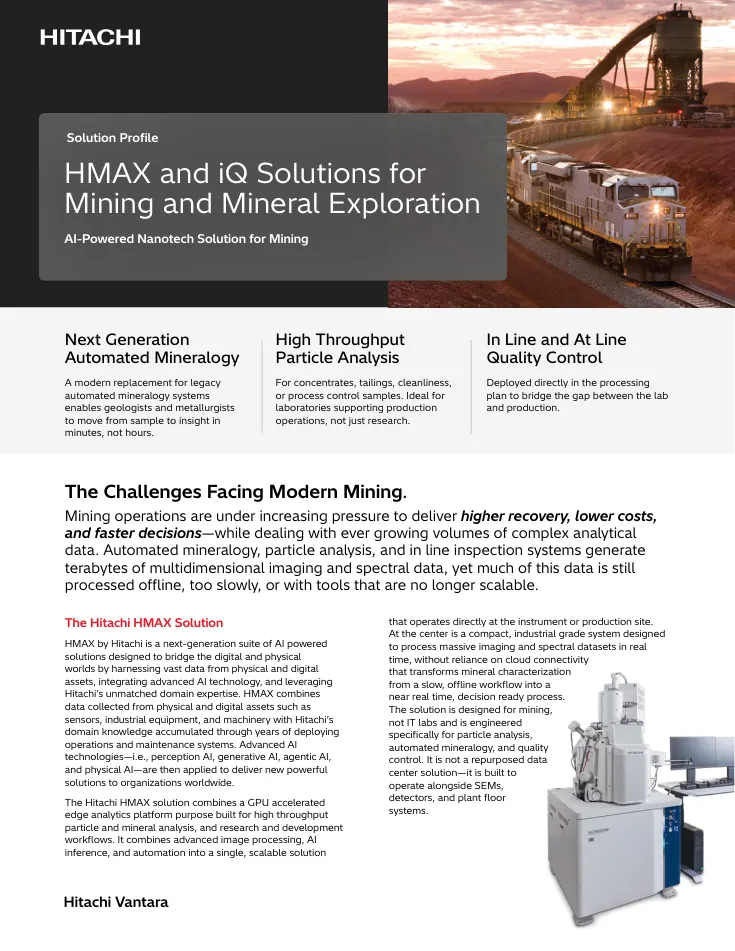 HITACHI
Solution Profile
HMAX and iQ Solutions for
Mining and Mineral Exploration
AI-Powered Nanotech Solution for Mining
Next Generation
Automated Mineralogy
A modern replacement for legacy
automated mineralogy systems
enables geologists and metallurgists
to move from sample to insight in
minutes, not hours.
High Throughput
Particle Analysis
For concentrates, tailings, cleanliness,
or process control samples. Ideal for
laboratories supporting production
operations, not just research.
In Line and At Line
Quality Control
Deployed directly in the processing
plan to bridge the gap between the lab
and production.
The Challenges Facing Modern Mining.
Mining operations are under increasing pressure to deliver higher recovery, lower costs,
and faster decisions—while dealing with ever growing volumes of complex analytical
data. Automated mineralogy, particle analysis, and in line inspection systems generate
terabytes of multidimensional imaging and spectral data, yet much of this data is still
processed offline, too slowly, or with tools that are no longer scalable.
The Hitachi HMAX Solution
HMAX by Hitachi is a next-generation suite of AI powered
solutions designed to bridge the digital and physical
worlds by harnessing vast data from physical and digital
assets, integrating advanced AI technology, and leveraging
Hitachi's unmatched domain expertise. HMAX combines
data collected from physical and digital assets such as
sensors, industrial equipment, and machinery with Hitachi's
domain knowledge accumulated through years of deploying
operations and maintenance systems. Advanced AI
technologies—i.e., perception AI, generative AI, agentic AI,
and physical AI—are then applied to deliver new powerful
solutions to organizations worldwide.
The Hitachi HMAX solution combines a GPU accelerated
edge analytics platform purpose built for high throughput
particle and mineral analysis, and research and development
workflows. It combines advanced image processing, AI
inference, and automation into a single, scalable solution
that operates directly at the instrument or production site.
At the center is a compact, industrial grade system designed
to process massive imaging and spectral datasets in real
time, without reliance on cloud connectivity
that transforms mineral characterization
from a slow, offline workflow into a
near real time, decision ready process.
The solution is designed for mining,
not IT labs and is engineered
specifically for particle analysis,
automated mineralogy, and quality
control. It is not a repurposed data
center solution—it is built to
operate alongside SEMs,
detectors, and plant floor
systems.
Hitachi Vantara